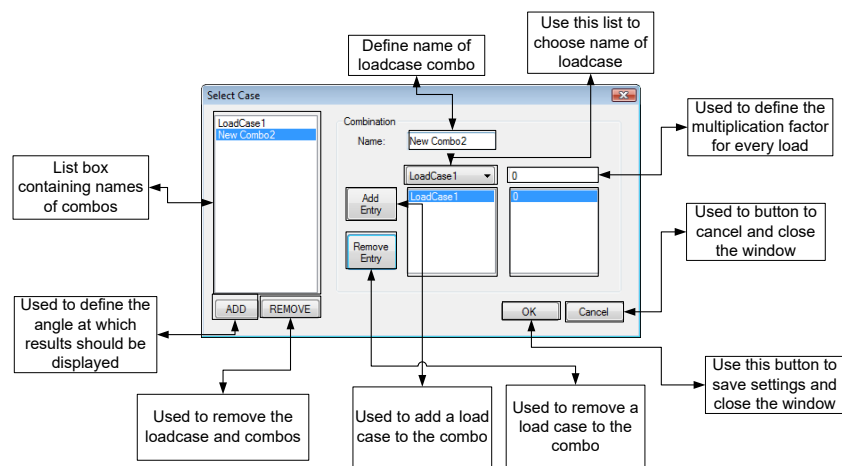 Use this list to
choose name of
loadcase
Define name of
loadcase combo
Select Case
LoadCase1
New Combo2
Combination
Name:
New Combo2
Used to define the
multiplication factor
for every load
LoadCase1
0
List box
containing names
of combos
Add
Entry
LoadCase1
0
Remove
Entry
Used to button to
cancel and close
the window
ADD
REMOVE
OK
Cancel
Used to define the
angle at which
results should be
displayed
Use this button to
save settings and
close the window
Used to remove the
loadcase and combos
Used to add a load
case to the combo
Used to remove a
load case to the
combo